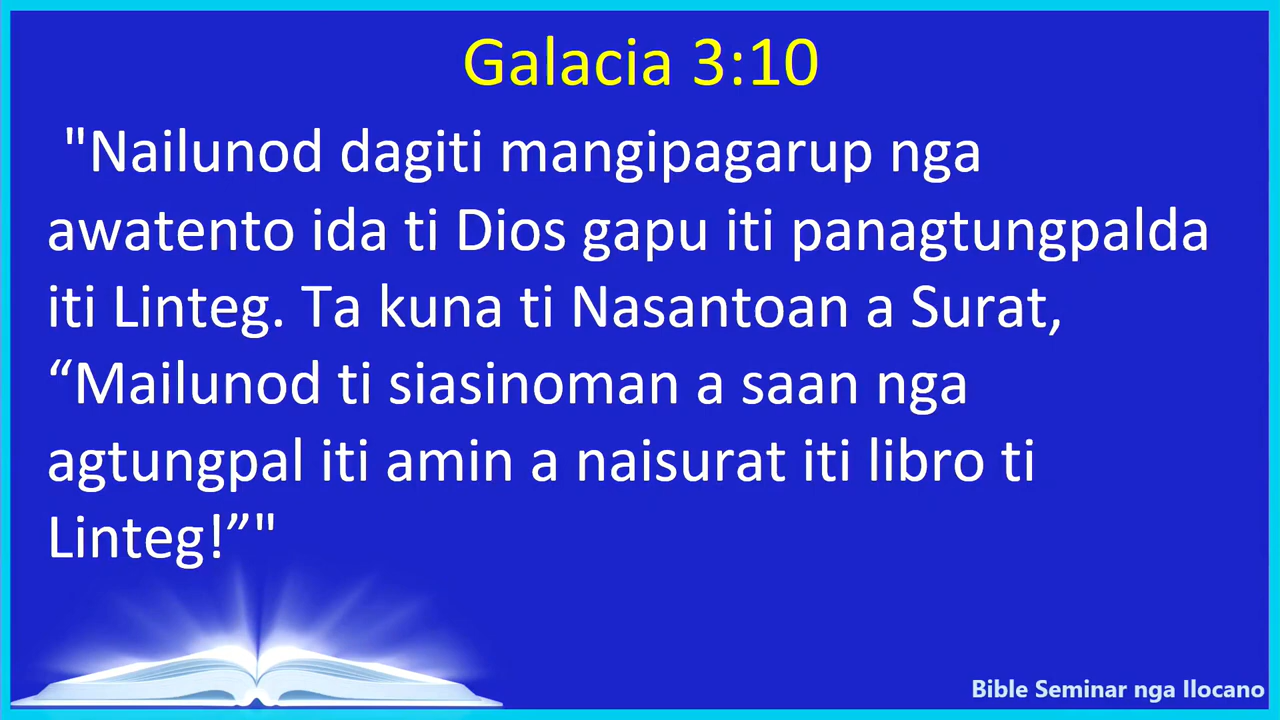 Galacia 3:10
"Nailunod dagiti mangipagarup nga
awatento ida ti Dios gapu iti panagtungpalda
iti Linteg. Ta kuna ti Nasantoan a Surat,
“Mailunod ti siasinoman a saan nga
agtungpal iti amin a naisurat iti libro ti
Linteg!”"
Bible Seminar nga Ilocano